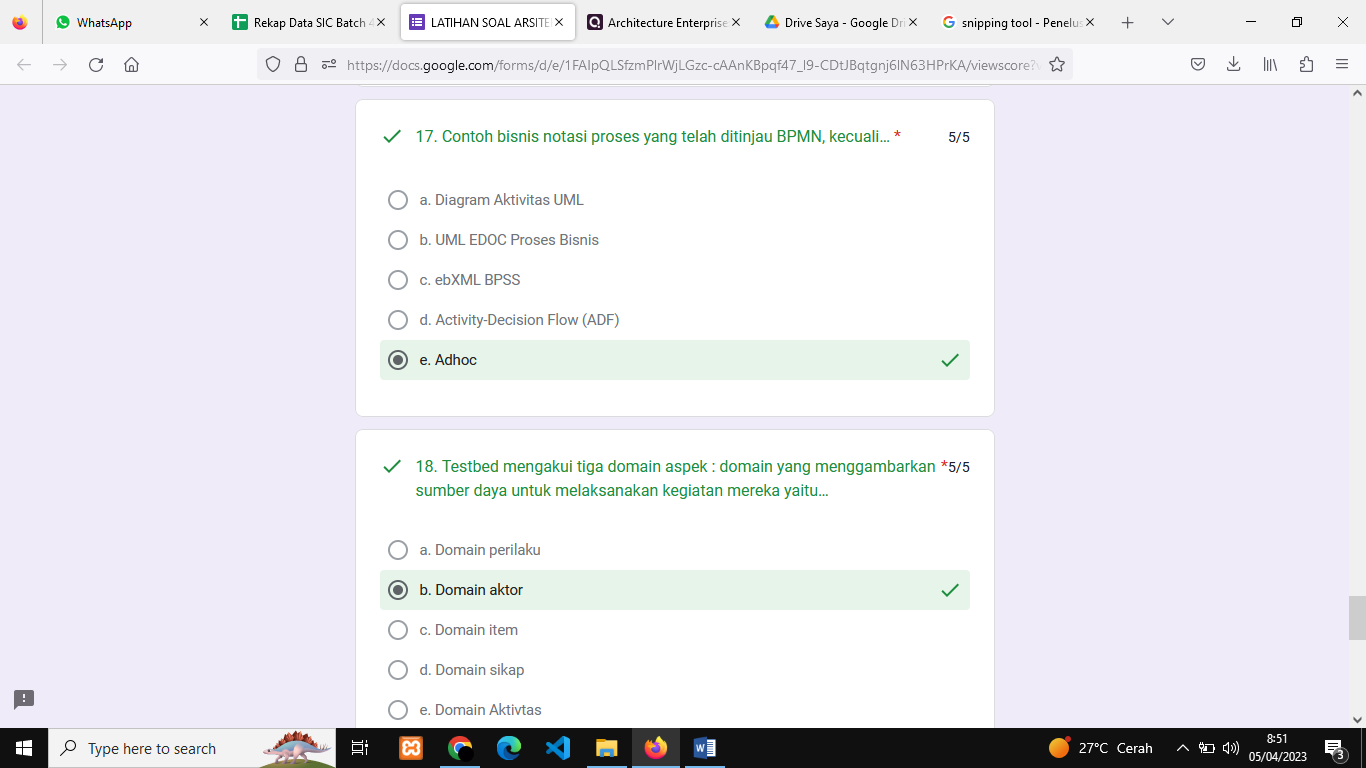 WhatsApp
Rekap Data SIC Batch 4
LATIHAN SOAL ARSITE
Architecture Enterprise
Drive Saya - Google Dri
snipping tool - Penelus
https://docs.google.com/forms/d/e/1FAIpQLSfzmPlrWjLGzc-cAAnKBpqf47_l9-CDtJBqtgnj6lN63HPrKA/viewscore?v
17. Contoh bisnis notasi proses yang telah ditinjau BPMN, kecuali... * 5/5
a. Diagram Aktivitas UML
b. UML EDOC Proses Bisnis
c. ebXML BPSS
d. Activity-Decision Flow (ADF)
e. Adhoc
18. Testbed mengakui tiga domain aspek : domain yang menggambarkan *5/5
sumber daya untuk melaksanakan kegiatan mereka yaitu...
a. Domain perilaku
b. Domain aktor
c. Domain item
d. Domain sikap
e. Domain Aktivtas
Type here to search
27°C Cerah
8:51
05/04/2023
3